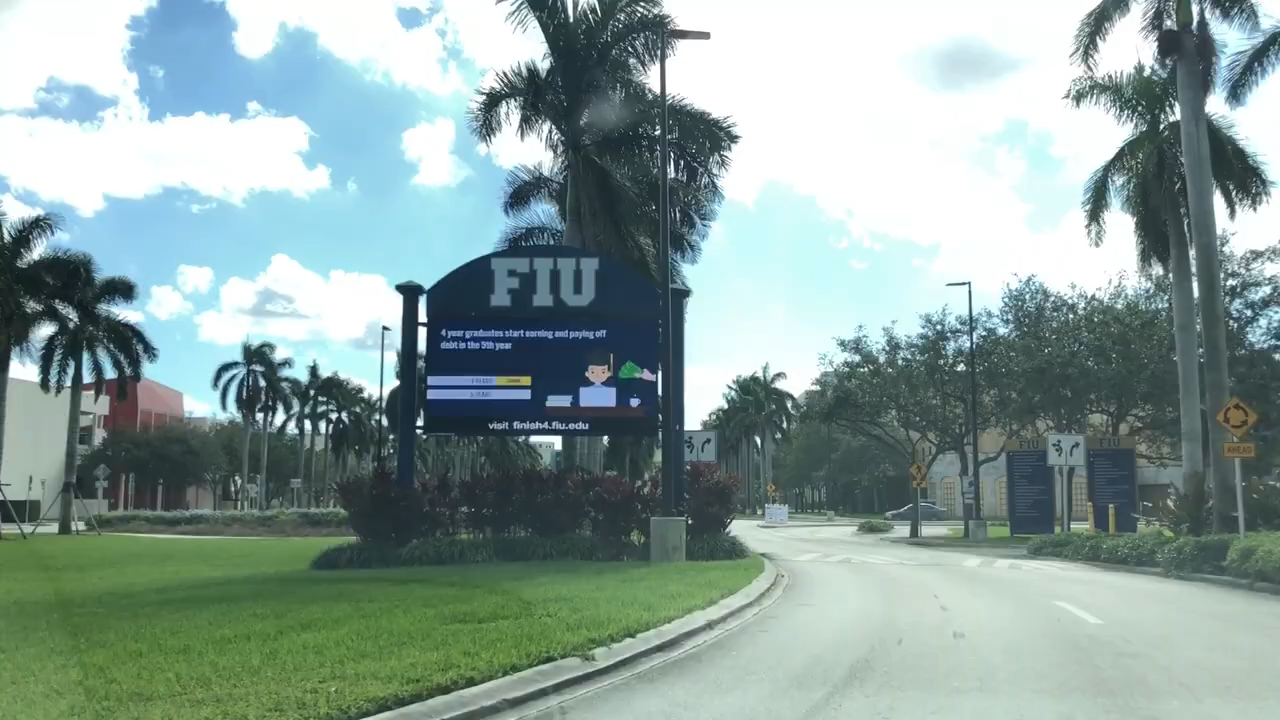 FIU
4 year graduates start earning and paying off
debt in the 5th year
visit finish4.fiu.edu
FIU
FIU
AHEAD